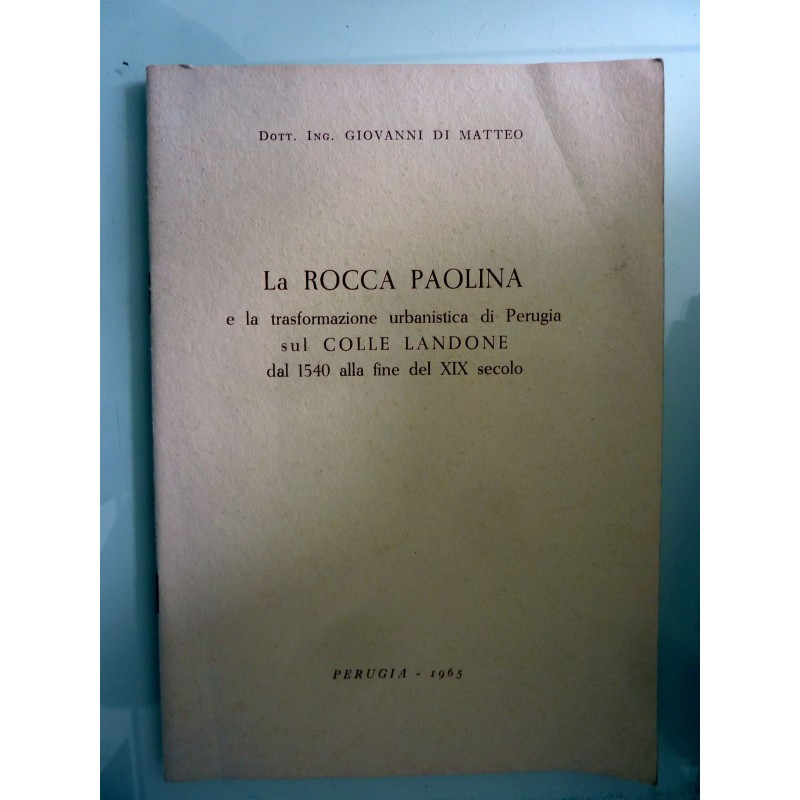 Dott. Ing. GIOVANNI DI MATTEO
La ROCCA PAOLINA
e la trasformazione urbanistica di Perugia
sul COLLE LANDONE
dal 1540 alla fine del XIX secolo
PERUGIA - 1965